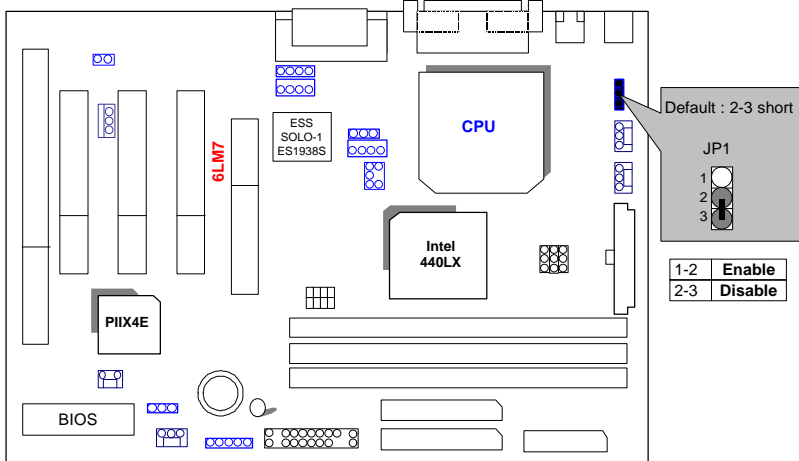 6LM7
ESS
SOLO-1
ES1938S
CPU
Intel
440LX
PIIX4E
BIOS
Default : 2-3 short
JP1
1
2
3
1-2 Enable
2-3 Disable